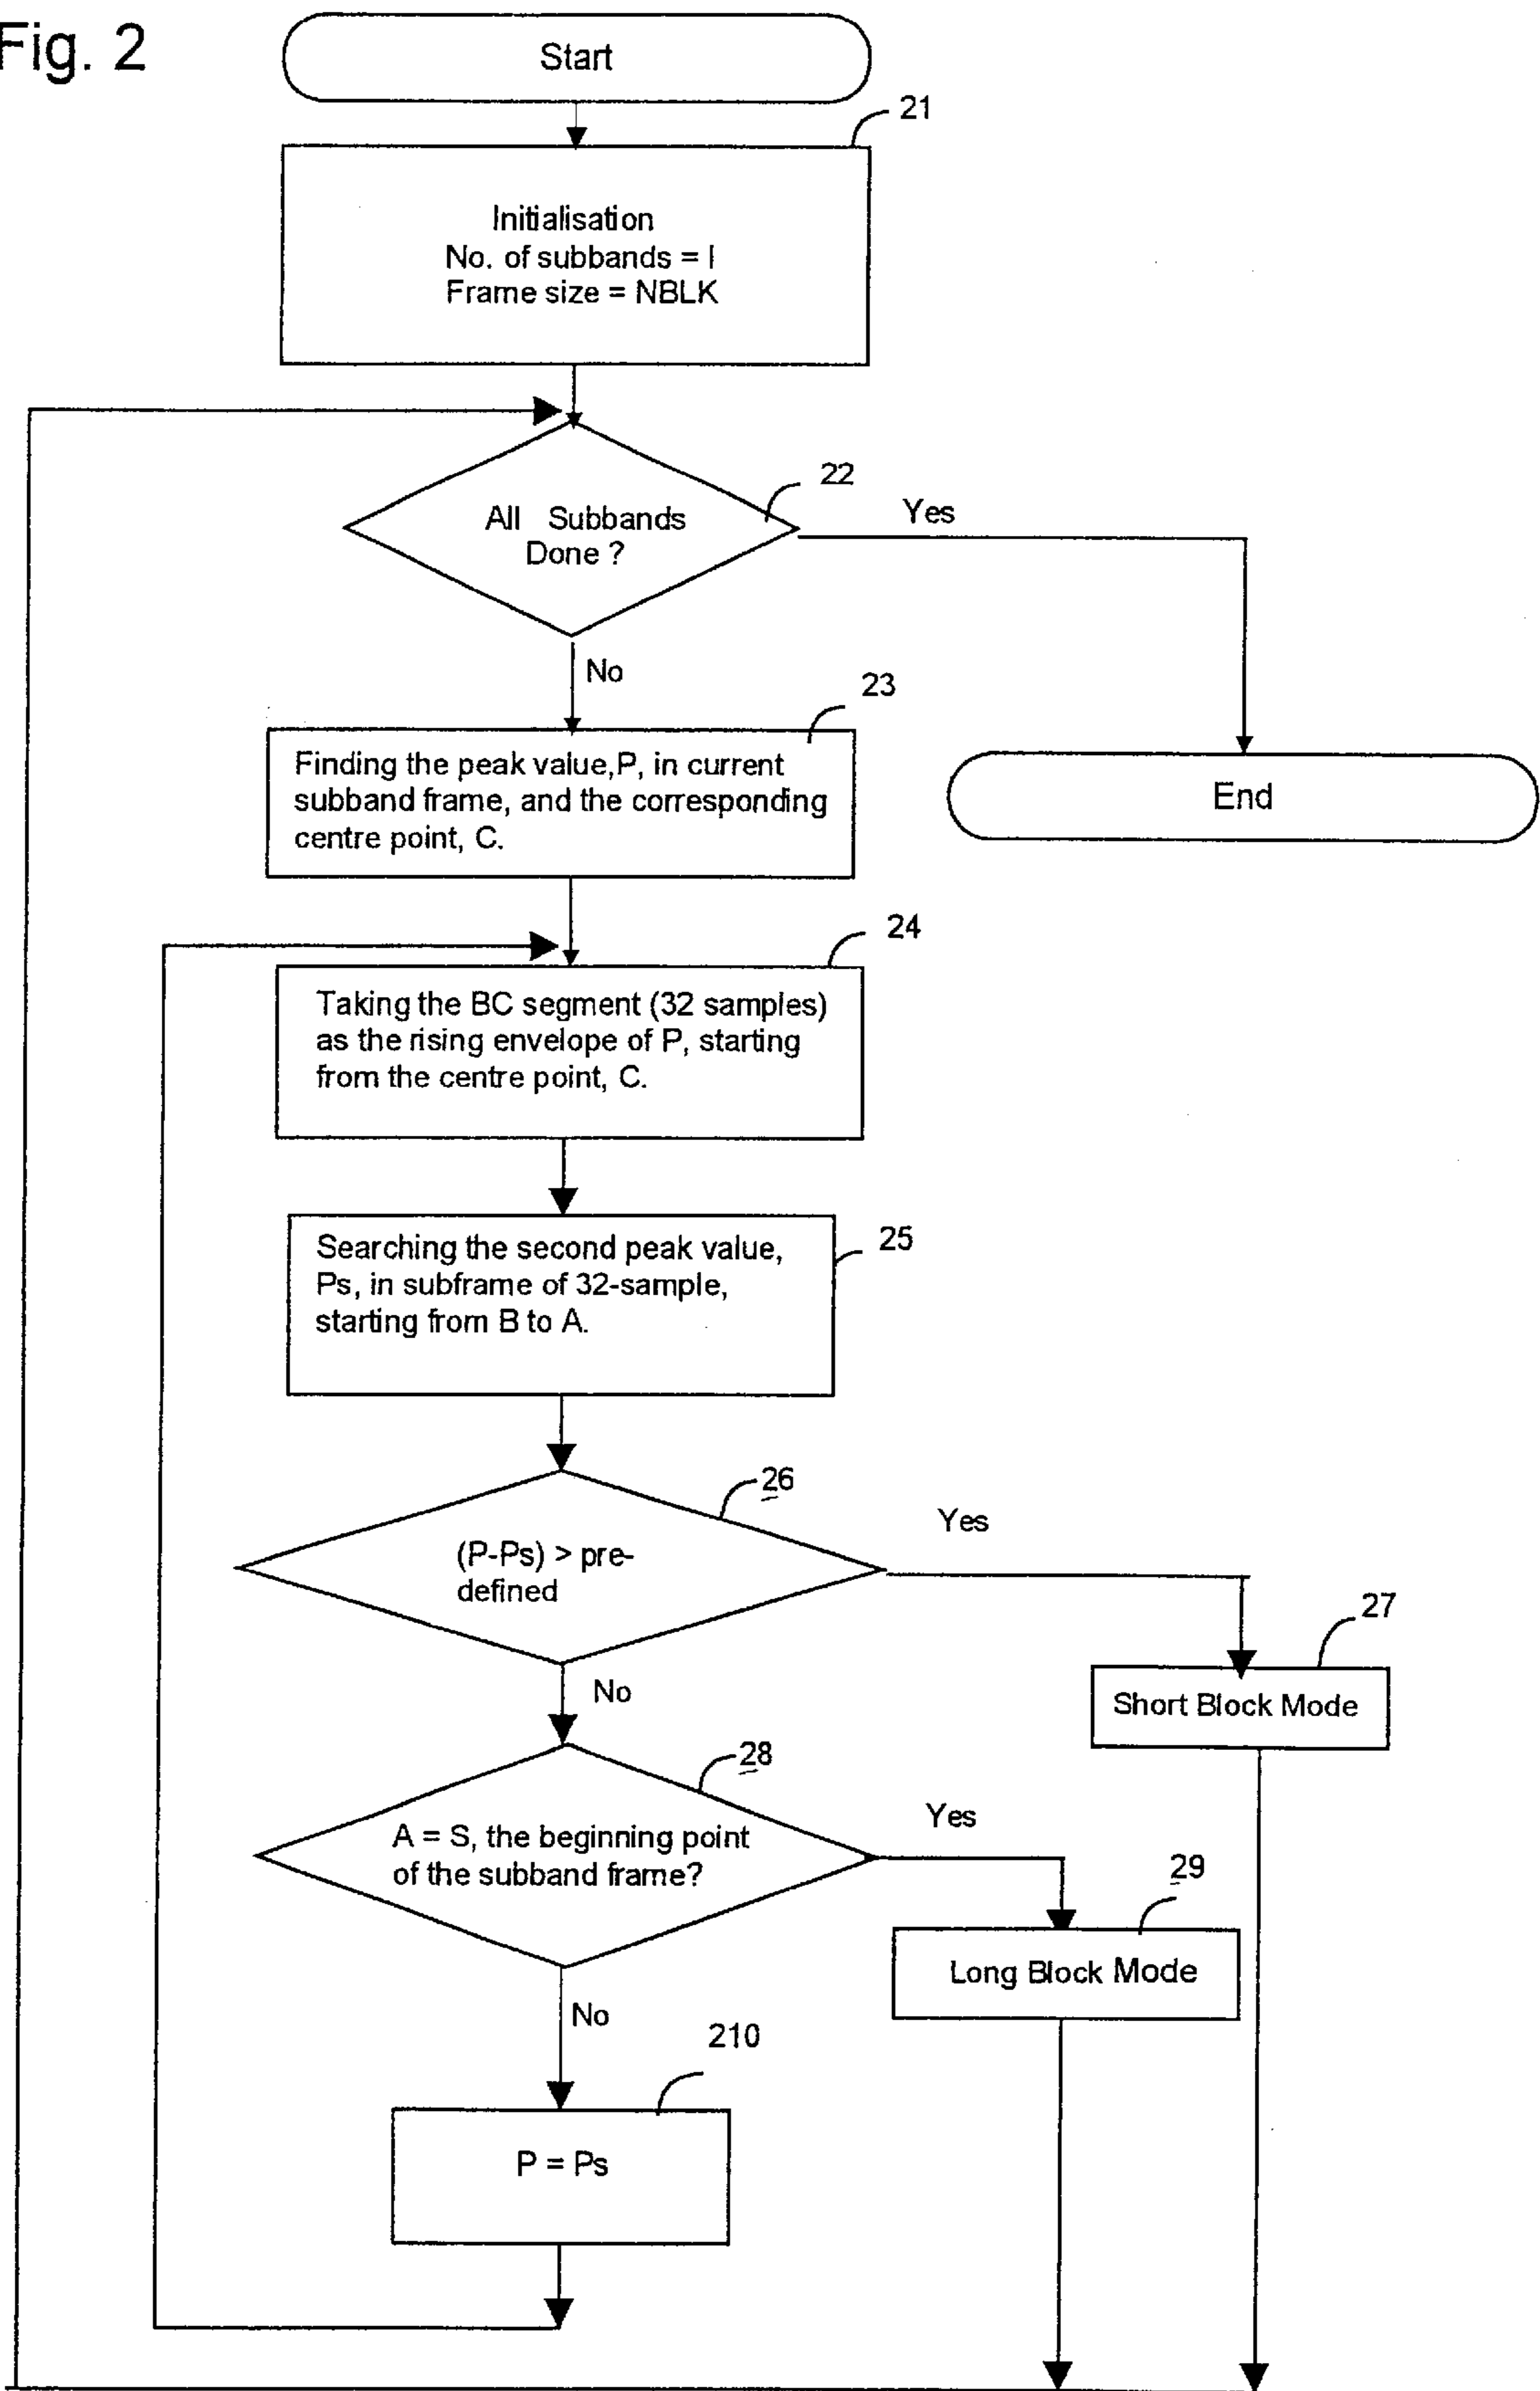 Fig. 2
Start
21
Initialisation
No. of subbands = I
Frame size = NBLK
22
All Subbands
Done ?
Yes
No
23
Finding the peak value,P, in current
subband frame, and the corresponding
centre point, C.
End
24
Taking the BC segment (32 samples)
as the rising envelope of P, starting
from the centre point, C.
25
Searching the second peak value,
Ps, in subframe of 32-sample,
starting from B to A.
26
(P-Ps) > pre-
defined
Yes
27
Short Block Mode
No
28
A = S, the beginning point
of the subband frame?
Yes
29
Long Block Mode
No
210
P = Ps